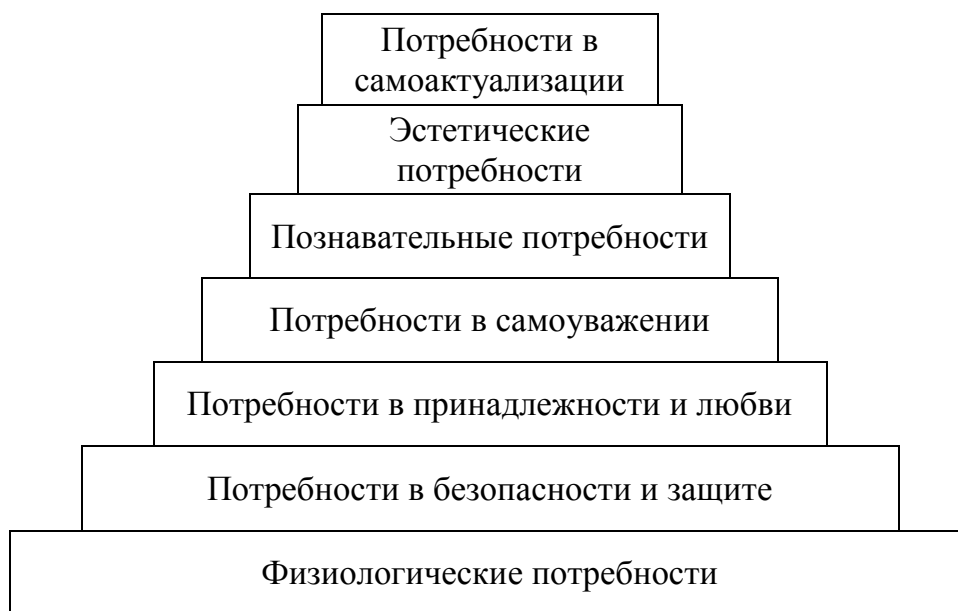 Потребности в
самоактуализации
Эстетические
потребности
Познавательные потребности
Потребности в самоуважении
Потребности в принадлежности и любви
Потребности в безопасности и защите
Физиологические потребности